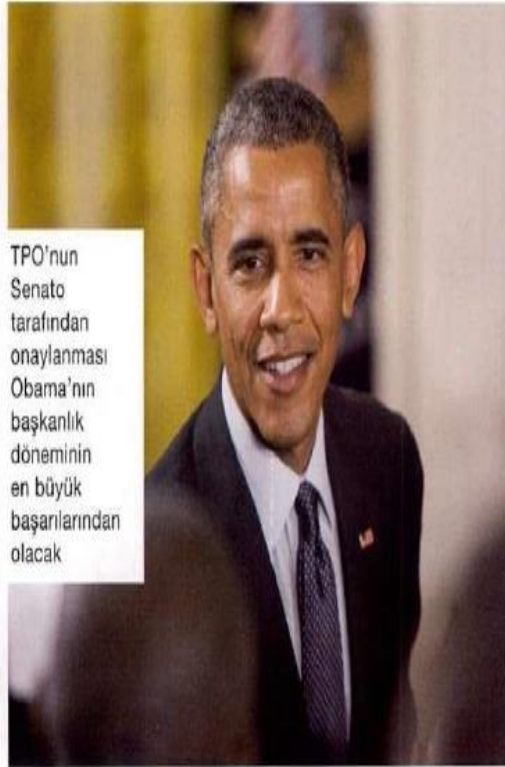 TPO'nun
Senato
tarafından
onaylanması
Obama'nın
başkanlık
döneminin
en büyük
başarılarından
olacak